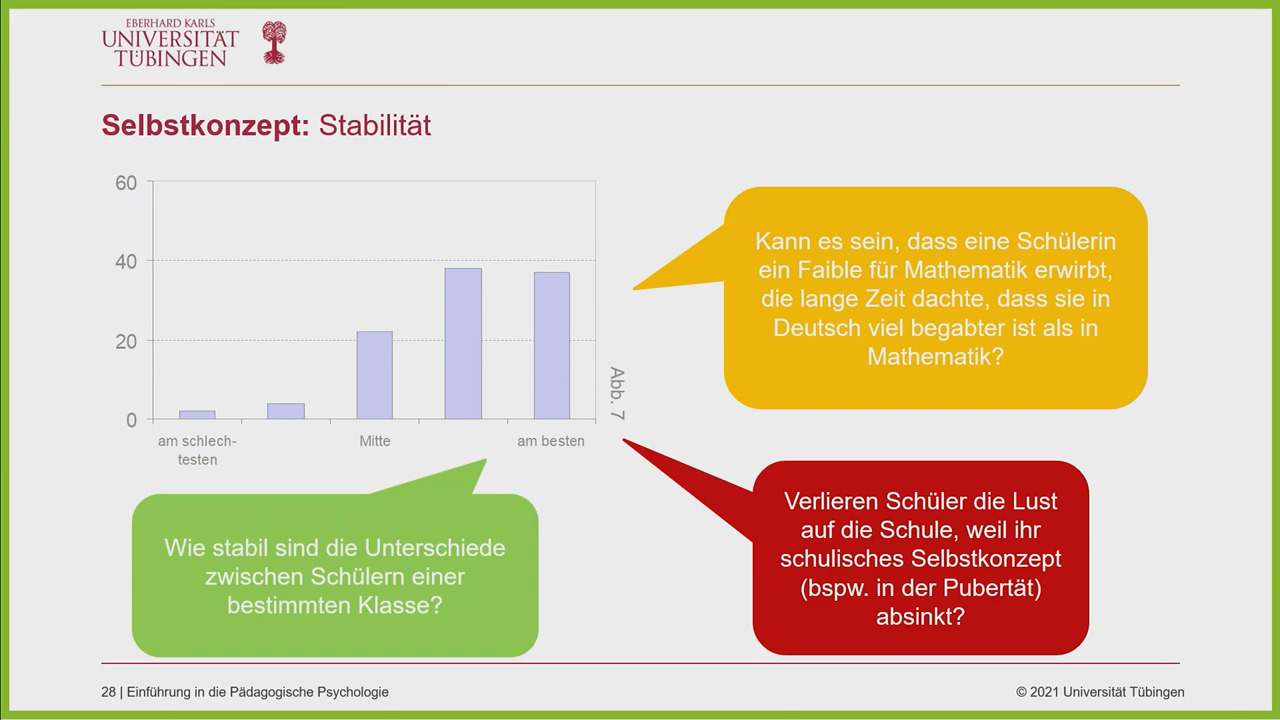 EBERHARD KARLS
UNIVERSITÄT
TÜBINGEN
Selbstkonzept: Stabilität
60
40
20
0
am schlech-
testen
Mitte
am besten
Abb. 7
Kann es sein, dass eine Schülerin
ein Faible für Mathematik erwirbt,
die lange Zeit dachte, dass sie in
Deutsch viel begabter ist als in
Mathematik?
Wie stabil sind die Unterschiede
zwischen Schülern einer
bestimmten Klasse?
Verlieren Schüler die Lust
auf die Schule, weil ihr
schulisches Selbstkonzept
(bspw. in der Pubertät)
absinkt?
28 | Einführung in die Pädagogische Psychologie
© 2021 Universität Tübingen